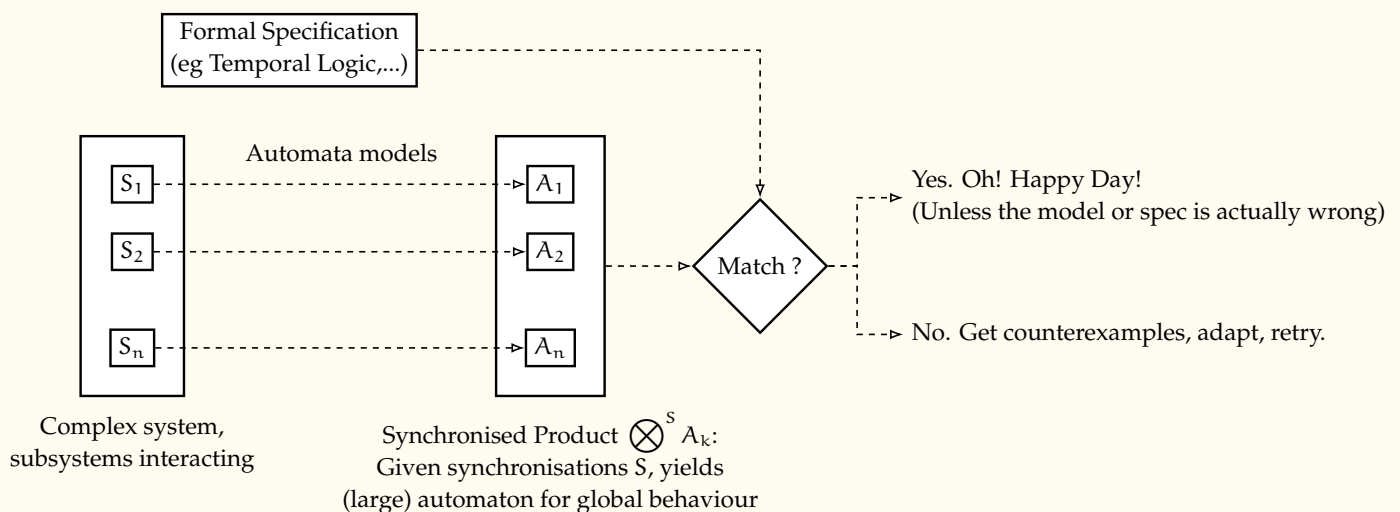 Formal Specification
(eg Temporal Logic,...)
Automata models
S₁
A₁
S₂
A₂
Sₙ
Aₙ
Match ?
Yes. Oh! Happy Day!
(Unless the model or spec is actually wrong)
No. Get counterexamples, adapt, retry.
Complex system,
subsystems interacting
Synchronised Product ⨂ˢ Aₖ:
Given synchronisations S, yields
(large) automaton for global behaviour